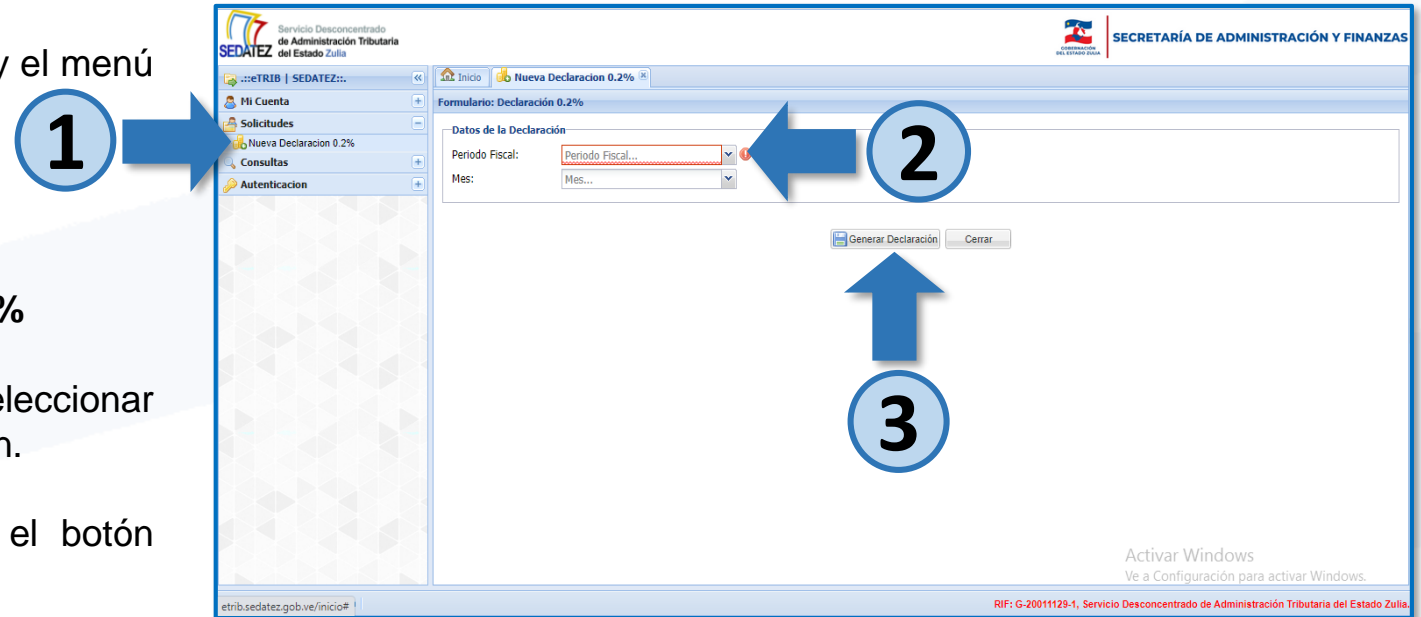 y el menú
%
eleccionar
n.
el botón
1
2
3
Servicio Desconcentrado
de Administración Tributaria
SEDATEZ del Estado Zulia
GOBERNACIÓN
DEL ESTADO ZULIA
SECRETARÍA DE ADMINISTRACIÓN Y FINANZAS
.::eTRIB | SEDATEZ::.
Mi Cuenta
Solicitudes
Nueva Declaracion 0.2%
Consultas
Autenticacion
Inicio
Nueva Declaracion 0.2%
Formulario: Declaración 0.2%
Datos de la Declaración
Periodo Fiscal: Periodo Fiscal...
Mes: Mes...
Generar Declaración Cerrar
Activar Windows
Ve a Configuración para activar Windows.
etrib.sedatez.gob.ve/inicio#
RIF: G-20011129-1, Servicio Desconcentrado de Administración Tributaria del Estado Zulia.